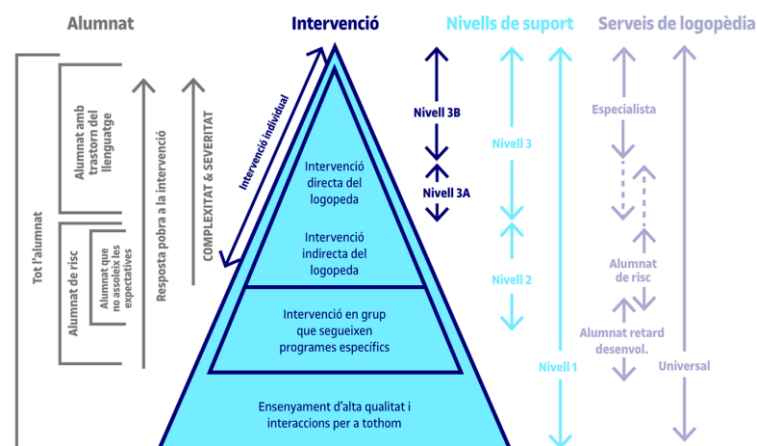 Alumnat
Intervenció
Nivells de suport
Serveis de logopèdia
Tot l'alumnat
Alumnat amb
trastorn del
llenguatge
Alumnat de risc
Alumnat que
no assoleix les
expectatives
Resposta pobra a la intervenció
COMPLEXITAT & SEVERITAT
Intervenció individual
Intervenció
directa del
logopeda
Intervenció
indirecta del
logopeda
Intervenció en grup
que segueixen
programes específics
Ensenyament d'alta qualitat i
interaccions per a tothom
Nivell 3B
Nivell 3A
Nivell 3
Nivell 2
Nivell 1
Especialista
Alumnat
de risc
Alumnat retard
desenvol.
Universal